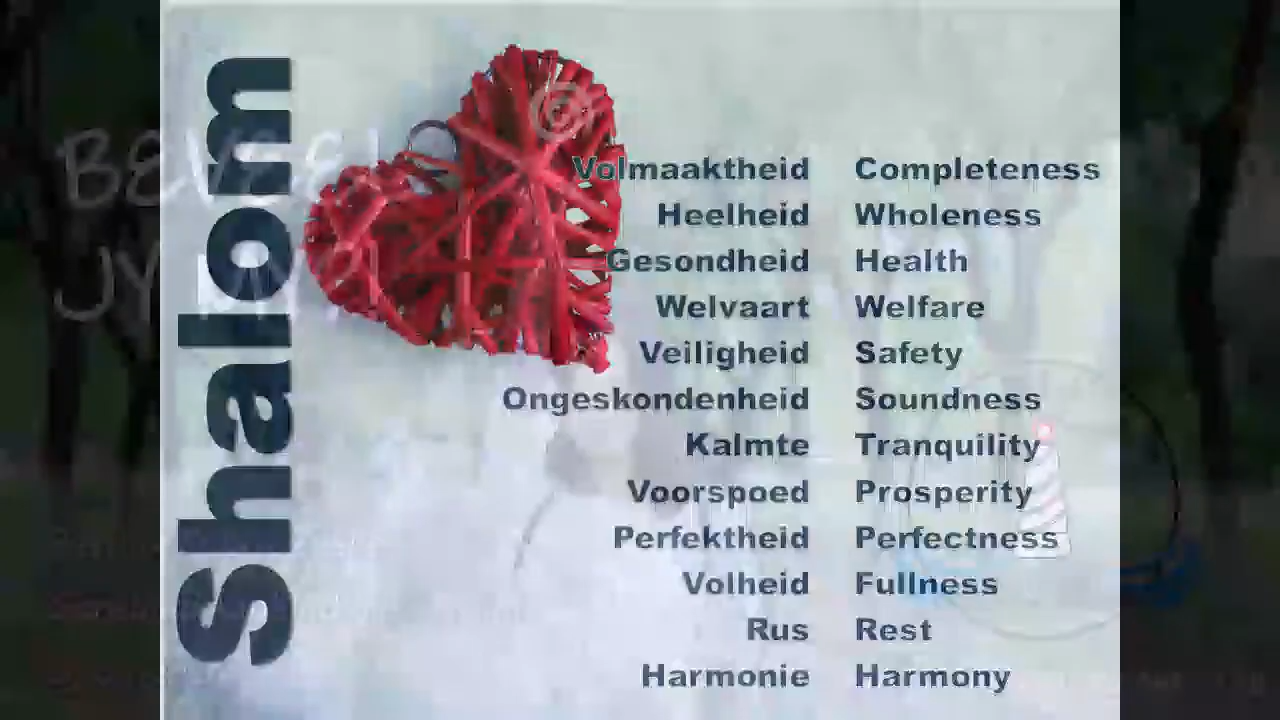 Shalom
Volmaaktheid Completeness
Heelheid Wholeness
Gesondheid Health
Welvaart Welfare
Veiligheid Safety
Ongeskondenheid Soundness
Kalmte Tranquility
Voorspoed Prosperity
Perfektheid Perfectness
Volheid Fullness
Rus Rest
Harmonie Harmony